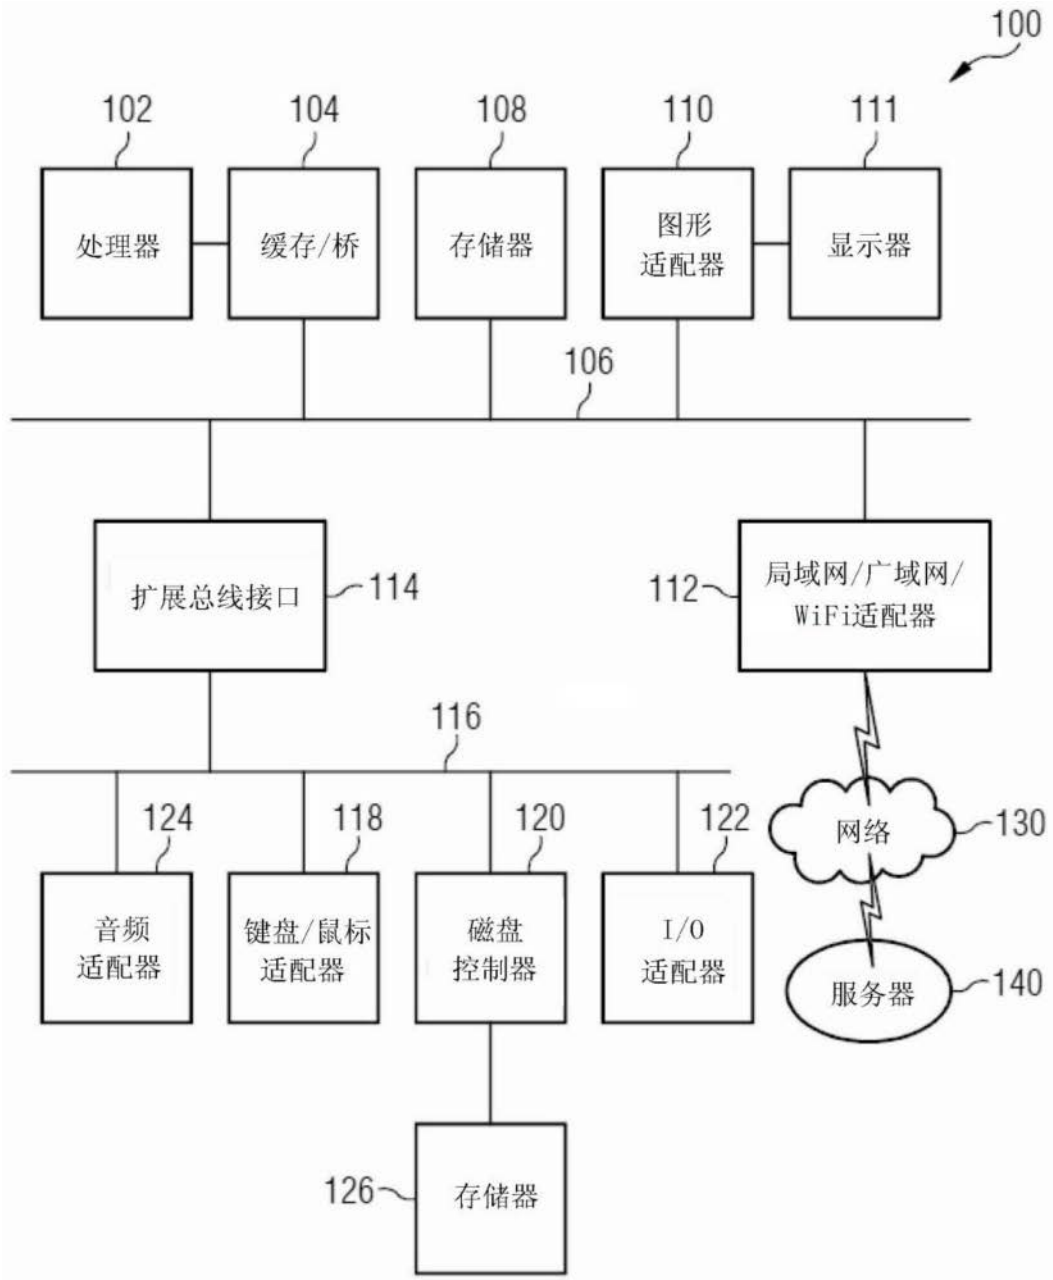 100
102
104
108
110
111
处理器
缓存/桥
存储器
图形
适配器
显示器
106
扩展总线接口
114
112
局域网/广域网/
WiFi适配器
116
124
118
120
122
网络
130
音频
适配器
键盘/鼠标
适配器
磁盘
控制器
I/O
适配器
服务器
140
126
存储器